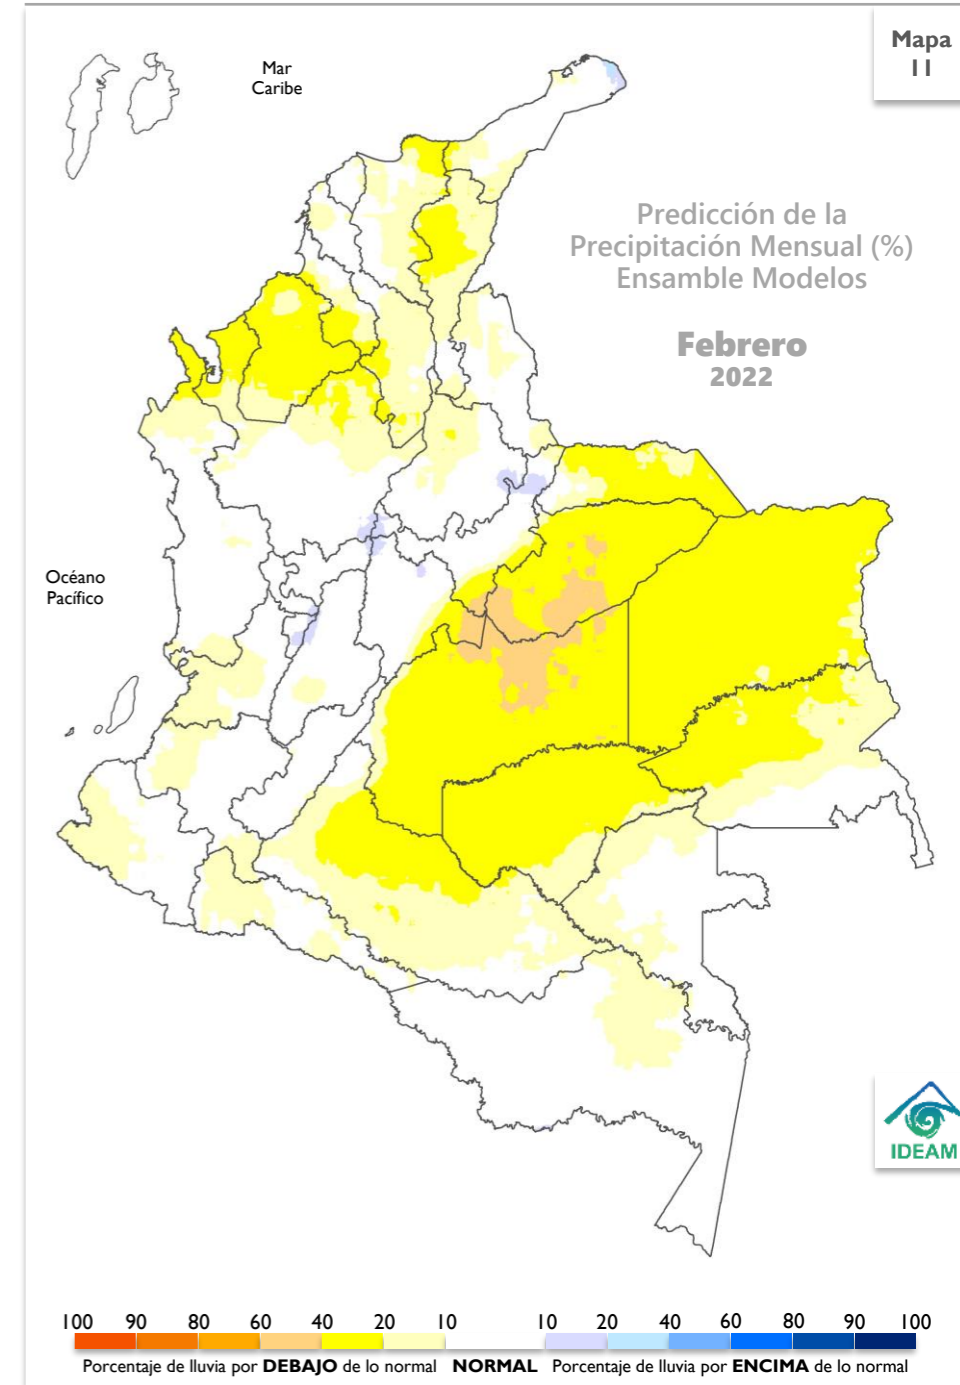 Mapa
11
Mar
Caribe
Predicción de la
Precipitación Mensual (%)
Ensamble Modelos
Febrero
2022
Océano
Pacífico
IDEAM
100 90 80 60 40 20 10 10 20 40 60 80 90 100
Porcentaje de lluvia por DEBAJO de lo normal NORMAL Porcentaje de lluvia por ENCIMA de lo normal